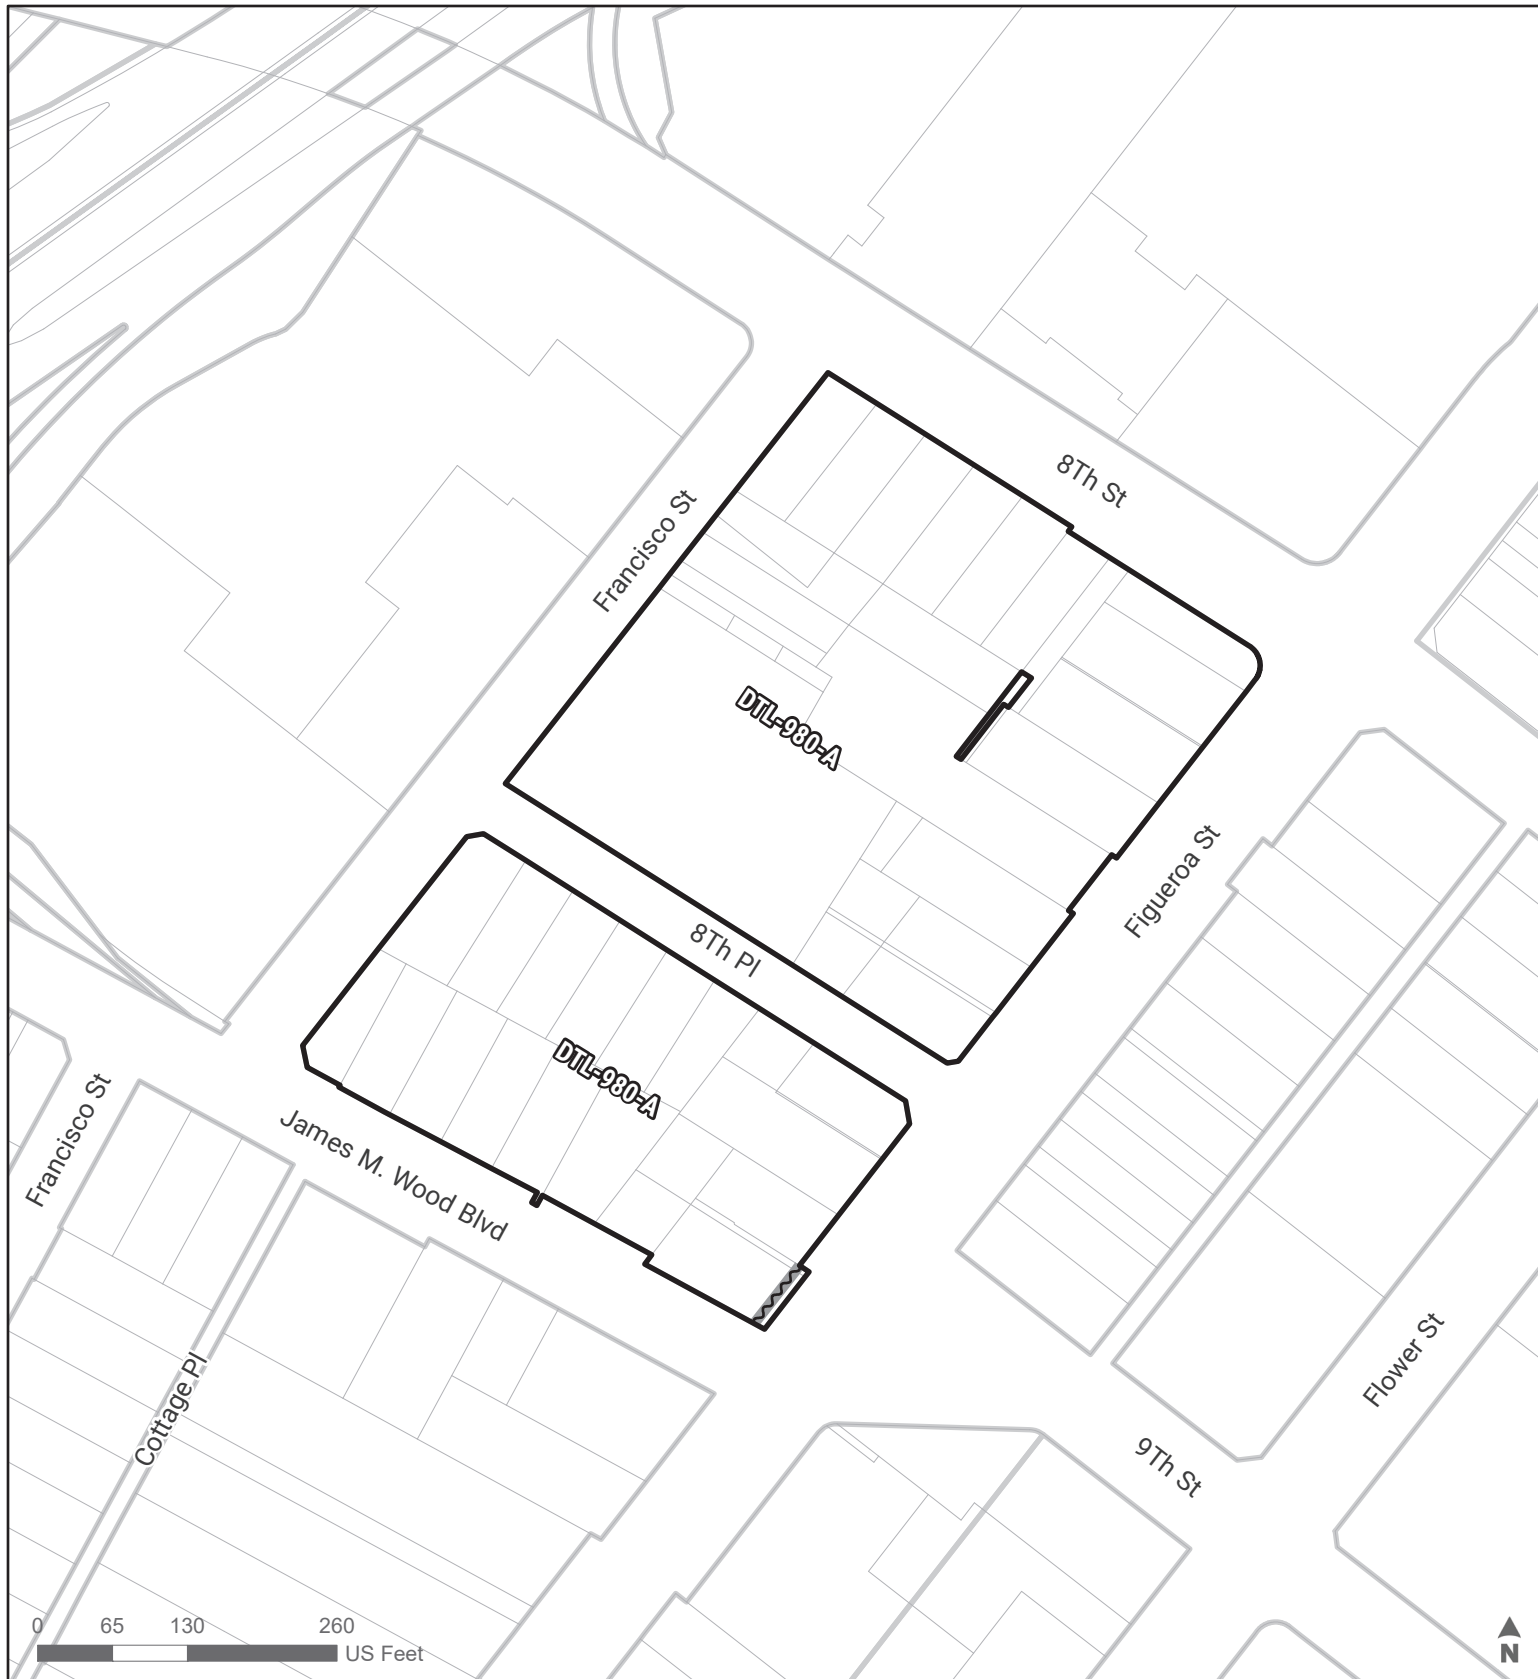 8Th St
Francisco St
DTL-980-A
Figueroa St
8Th Pl
DTL-980-A
Francisco St
James M. Wood Blvd
Cottage Pl
Flower St
9Th St
0 65 130 260
US Feet
N